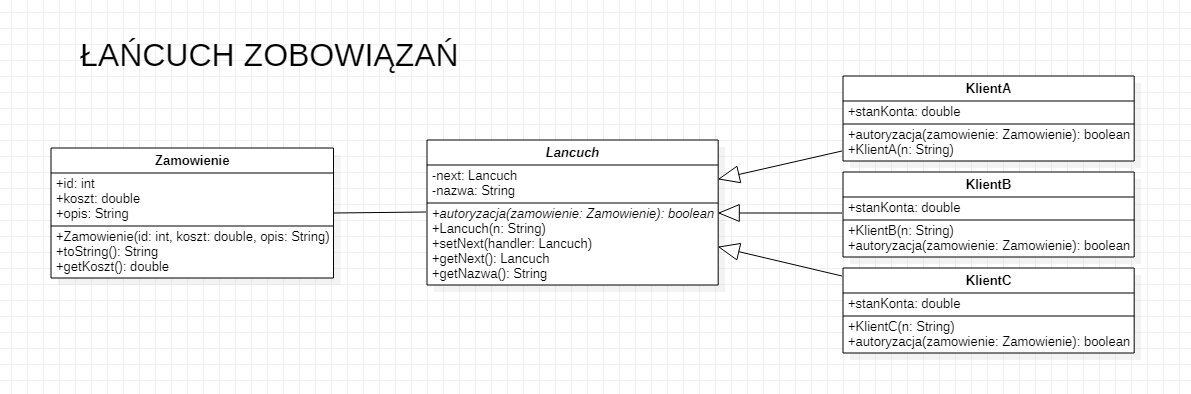 ŁAŃCUCH ZOBOWIĄZAŃ
Zamowienie
+id: int
+koszt: double
+opis: String
+Zamowienie(id: int, koszt: double, opis: String)
+toString(): String
+getKoszt(): double
Lancuch
-next: Lancuch
-nazwa: String
+autoryzacja(zamowienie: Zamowienie): boolean
+Lancuch(n: String)
+setNext(handler: Lancuch)
+getNext(): Lancuch
+getNazwa(): String
KlientA
+stanKonta: double
+autoryzacja(zamowienie: Zamowienie): boolean
+KlientA(n: String)
KlientB
+stanKonta: double
+KlientB(n: String)
+autoryzacja(zamowienie: Zamowienie): boolean
KlientC
+stanKonta: double
+KlientC(n: String)
+autoryzacja(zamowienie: Zamowienie): boolean